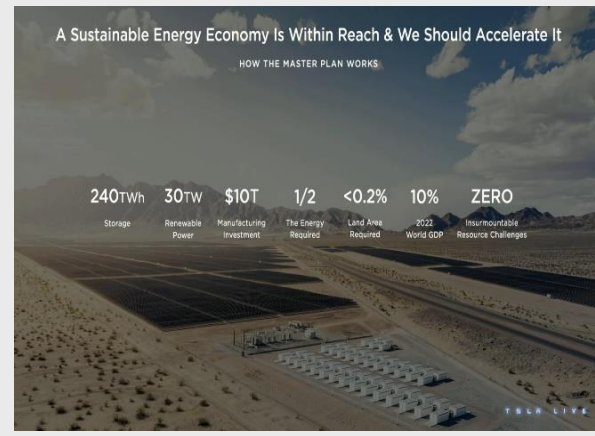 A Sustainable Energy Economy Is Within Reach & We Should Accelerate It
HOW THE MASTER PLAN WORKS
240TWh 30TW $10T 1/2 <0.2% 10% ZERO
Storage Renewable Manufacturing The Energy Land Area 2022 Insurmountable
Power Investment Required Required World GDP Resource Challenges
TSLA LIVE